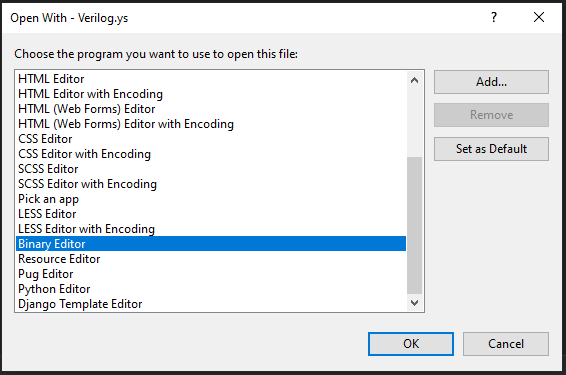 Open With - Verilog.ys
?
Choose the program you want to use to open this file:
HTML Editor
HTML Editor with Encoding
HTML (Web Forms) Editor
HTML (Web Forms) Editor with Encoding
CSS Editor
CSS Editor with Encoding
SCSS Editor
SCSS Editor with Encoding
Pick an app
LESS Editor
LESS Editor with Encoding
Binary Editor
Resource Editor
Pug Editor
Python Editor
Django Template Editor
Add...
Remove
Set as Default
OK
Cancel